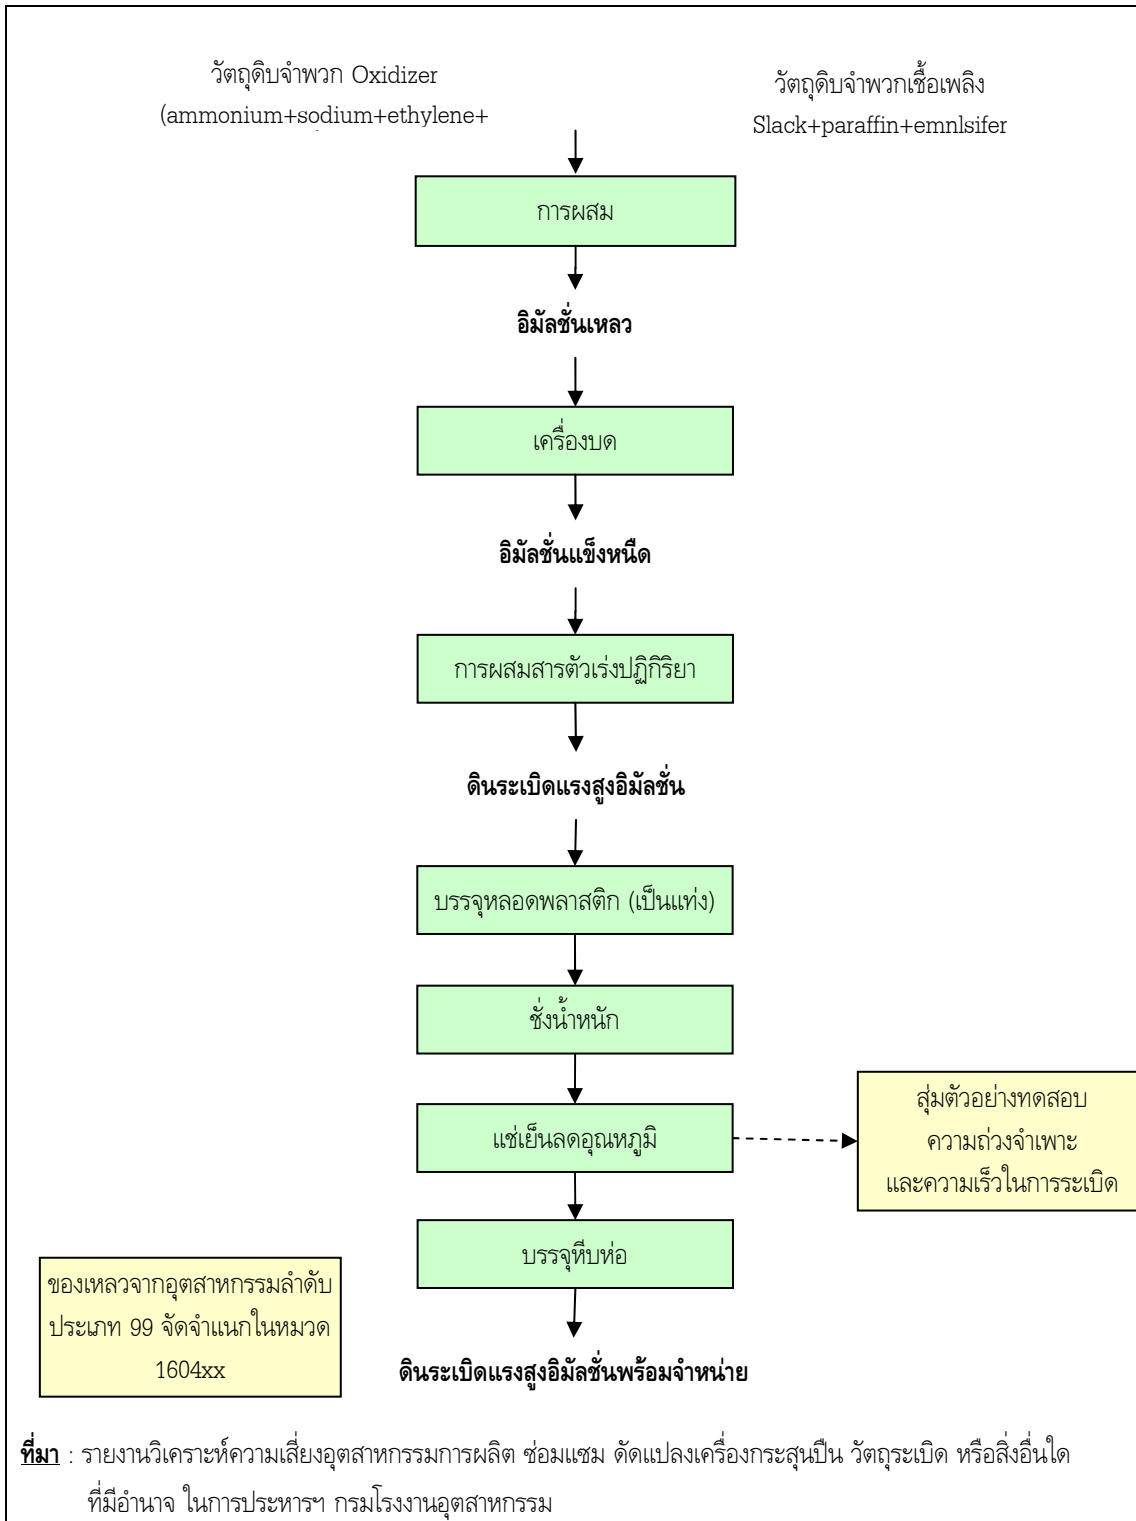 วัตถุดิบจำพวก Oxidizer
(ammonium+sodium+ethylene+
วัตถุดิบจำพวกเชื้อเพลิง
Slack+paraffin+emnlsifer
การผสม
อิมัลชั่นเหลว
เครื่องบด
อิมัลชั่นแข็งหนืด
การผสมสารตัวเร่งปฏิกิริยา
ดินระเบิดแรงสูงอิมัลชั่น
บรรจุหลอดพลาสติก (เป็นแท่ง)
ชั่งน้ำหนัก
แช่เย็นลดอุณหภูมิ
สุ่มตัวอย่างทดสอบ
ความถ่วงจำเพาะ
และความเร็วในการระเบิด
บรรจุหีบห่อ
ของเหลวจากอุตสาหกรรมลำดับ
ประเภท 99 จัดจำแนกในหมวด
1604xx
ดินระเบิดแรงสูงอิมัลชั่นพร้อมจำหน่าย
ที่มา : รายงานวิเคราะห์ความเสี่ยงอุตสาหกรรมการผลิต ซ่อมแซม ดัดแปลงเครื่องกระสุนปืน วัตถุระเบิด หรือสิ่งอื่นใด
ที่มีอำนาจ ในการประหารฯ กรมโรงงานอุตสาหกรรม